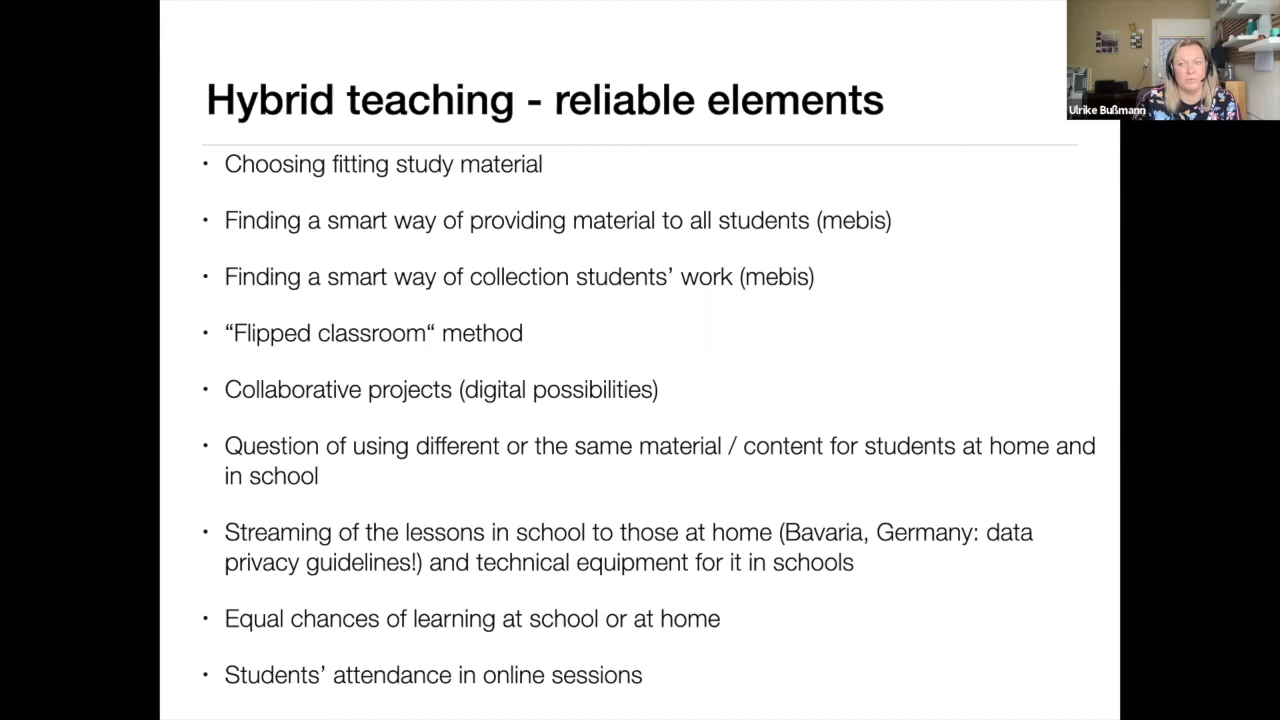 Hybrid teaching - reliable elements
Ulrike Bußmann
• Choosing fitting study material
• Finding a smart way of providing material to all students (mebis)
• Finding a smart way of collection students’ work (mebis)
• “Flipped classroom“ method
• Collaborative projects (digital possibilities)
• Question of using different or the same material / content for students at home and
in school
• Streaming of the lessons in school to those at home (Bavaria, Germany: data
privacy guidelines!) and technical equipment for it in schools
• Equal chances of learning at school or at home
• Students’ attendance in online sessions